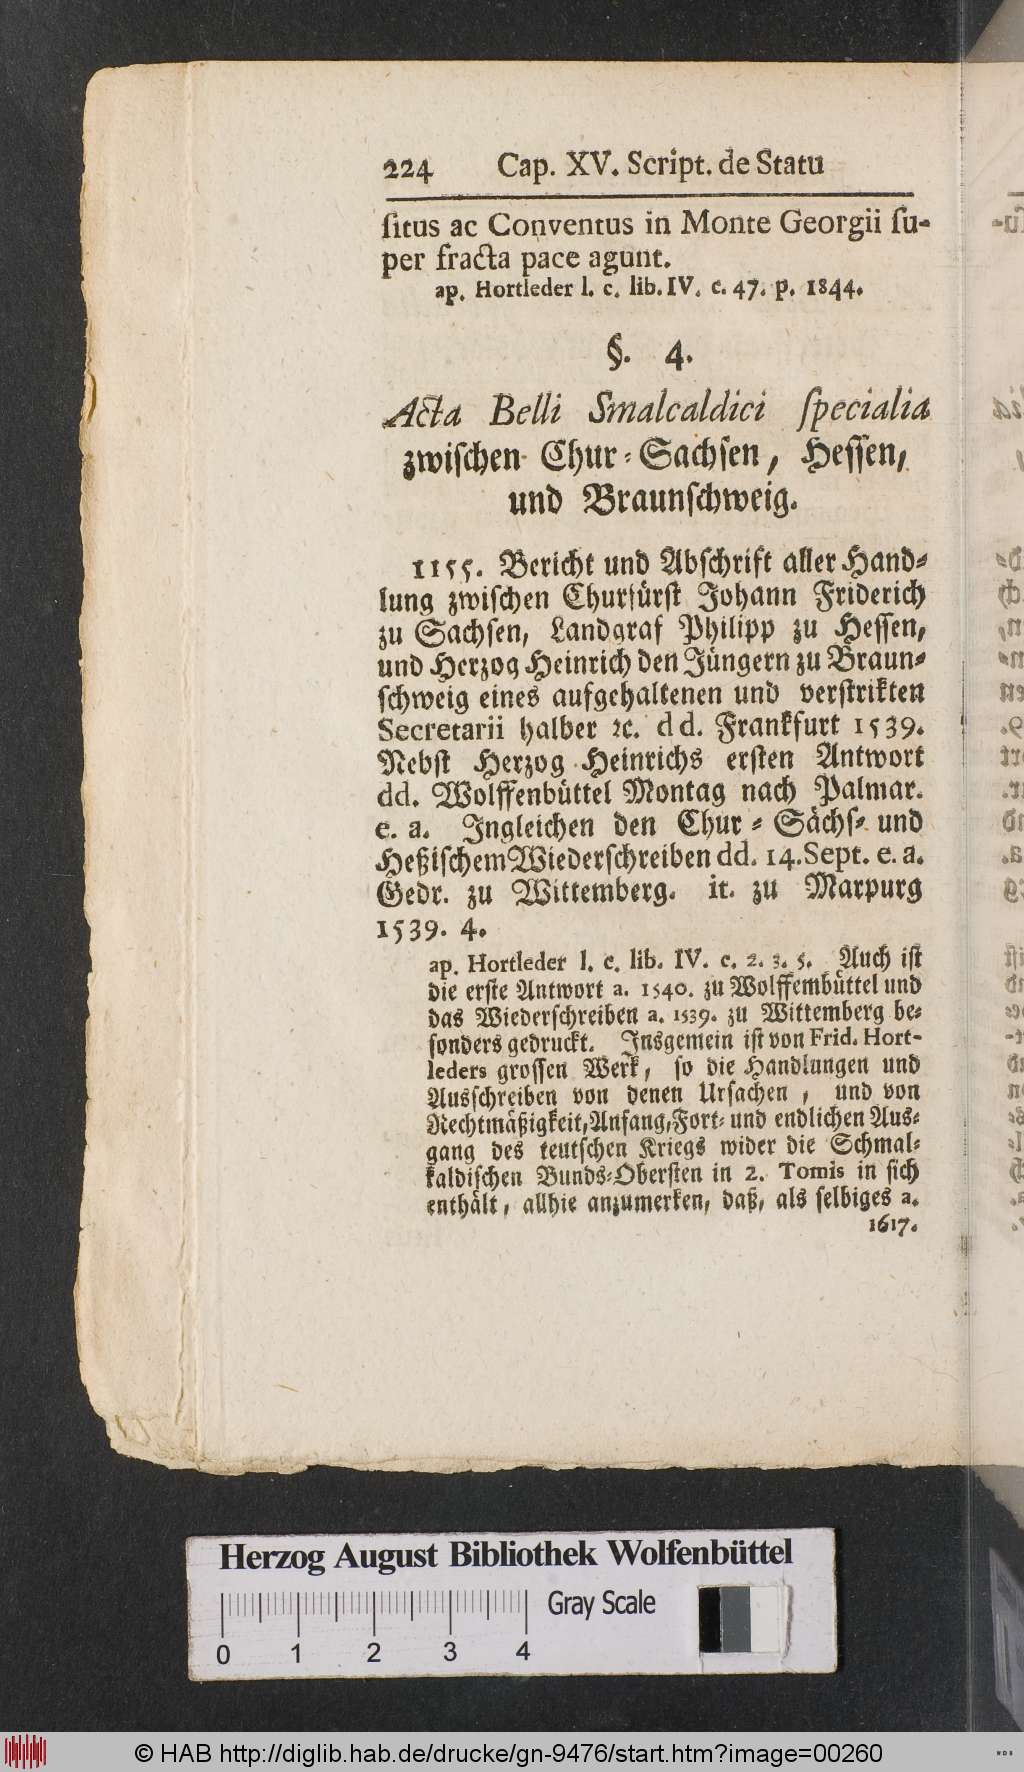 224 Cap. XV. Script. de Statu
ſitus ac Conventus in Monte Georgii ſu-
per fracta pace agunt.
ap. Hortleder l. c. lib. IV. c. 47. p. 1844.
§. 4.
Acta Belli Smalcaldici ſpecialia
zwiſchen Chur-Sachſen, Heſſen,
und Braunſchweig.
1155. Bericht und Abſchrift aller Hand-
lung zwiſchen Churfürſt Johann Friderich
zu Sachſen, Landgraf Philipp zu Heſſen,
und Herzog Heinrich den Jüngern zu Braun-
ſchweig eines aufgehaltenen und verſtrikten
Secretarii halber ꝛc. dd. Frankfurt 1539.
Nebſt Herzog Heinrichs erſten Antwort
dd. Wolffenbüttel Montag nach Palmar.
e. a. Ingleichen den Chur- Sächſ- und
Heßiſchem Wiederſchreiben dd. 14. Sept. e. a.
Gedr. zu Wittemberg. it. zu Marpurg
1539. 4.
ap. Hortleder l. c. lib. IV. c. 2. 3. 5. Auch iſt
die erſte Antwort a. 1540. zu Wolffembüttel und
das Wiederſchreiben a. 1539. zu Wittemberg be-
ſonders gedruckt. Insgemein iſt von Frid. Hort-
leders groſſen Werk, ſo die Handlungen und
Ausſchreiben von denen Urſachen, und von
Rechtmäßigkeit, Anfang, Fort- und endlichen Aus-
gang des teutſchen Kriegs wider die Schmal-
kaldiſchen Bunds-Oberſten in 2. Tomis in ſich
enthält, allhie anzumerken, daß, als ſelbiges a.
1617.
Herzog August Bibliothek Wolfenbüttel
Gray Scale
0 1 2 3 4
© HAB http://diglib.hab.de/drucke/gn-9476/start.htm?image=00260